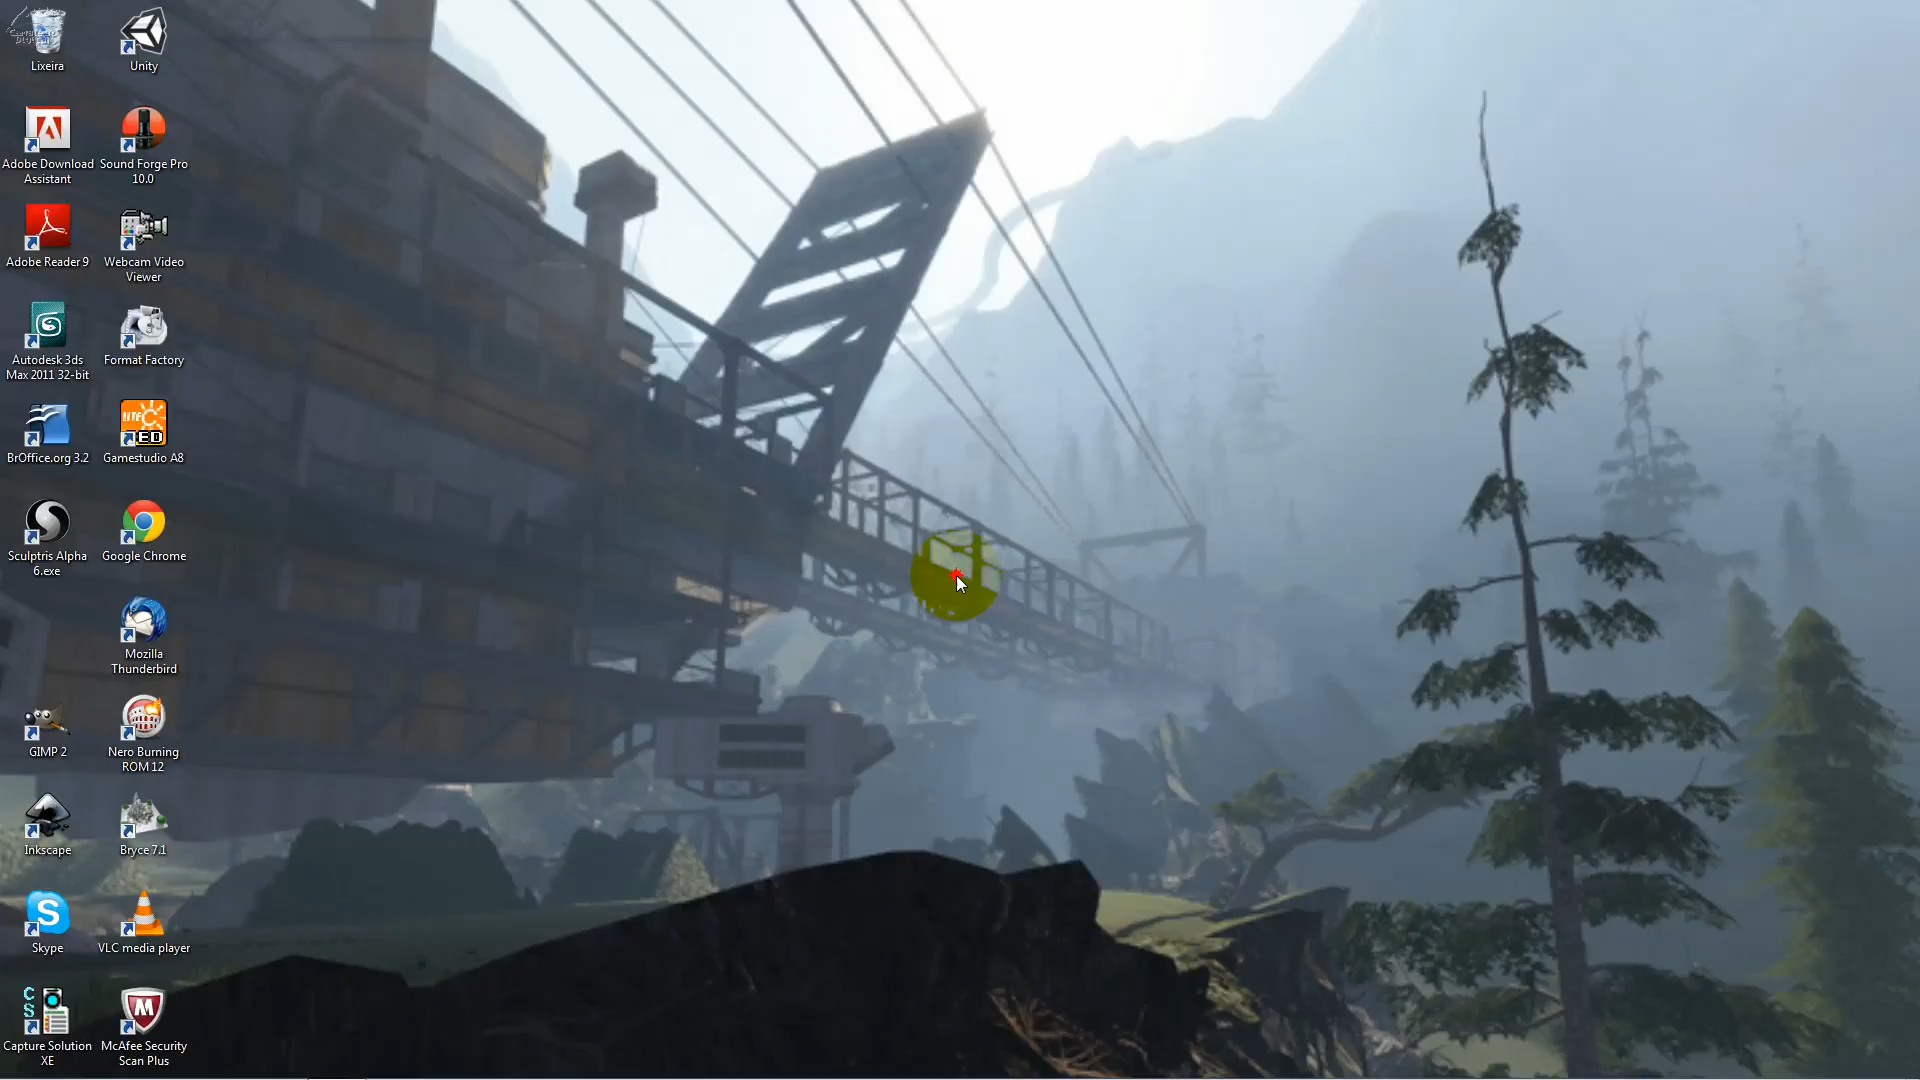 Lixeira
Unity
Adobe Download
Assistant
Sound Forge Pro
10.0
Adobe Reader 9
Webcam Video
Viewer
Autodesk 3ds
Max 2011 32-bit
Format Factory
BrOffice.org 3.2
ED
Gamestudio A8
Sculptris Alpha
6.exe
Google Chrome
Mozilla
Thunderbird
GIMP 2
Nero Burning
ROM 12
Inkscape
Bryce 7.1
Skype
VLC media player
C
S
Capture Solution
XE
McAfee Security
Scan Plus